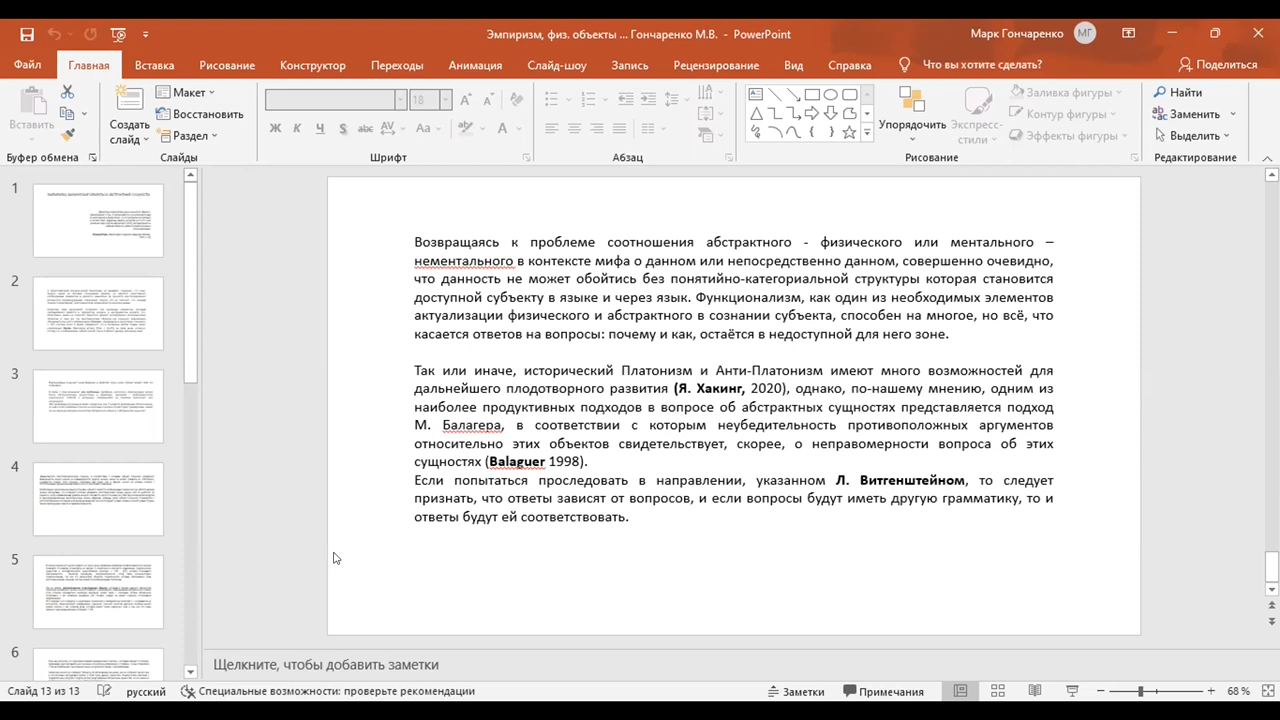 Эмпиризм, физ. объекты ... Гончаренко М.В. - PowerPoint
Марк Гончаренко
МГ
Файл Главная Вставка Рисование Конструктор Переходы Анимация Слайд-шоу Запись Рецензирование Вид Справка Что вы хотите сделать? Поделиться
Вставить
Создать слайд
Макет
Восстановить
Раздел
18
Ж К Ч S abc AV Aa A
Упорядочить
Экспресс-стили
Заливка фигуры
Контур фигуры
Эффекты фигуры
Найти
Заменить
Выделить
Буфер обмена Слайды Шрифт Абзац Рисование Редактирование
1
2
3
4
5
6
Возвращаясь к проблеме соотношения абстрактного - физического или ментального –
нементального в контексте мифа о данном или непосредственно данном, совершенно очевидно,
что данность не может обойтись без понятийно-категориальной структуры которая становится
доступной субъекту в языке и через язык. Функционализм, как один из необходимых элементов
актуализации физического и абстрактного в сознании субъекта способен на многое, но всё, что
касается ответов на вопросы: почему и как, остаётся в недоступной для него зоне.
Так или иначе, исторический Платонизм и Анти-Платонизм имеют много возможностей для
дальнейшего плодотворного развития (Я. Хакинг, 2020), однако по-нашему мнению одним из
наиболее продуктивных подходов в вопросе об абстрактных сущностях представляется подход
М. Балагера, в соответствии с которым неубедительность противоположных аргументов
относительно этих объектов свидетельствует, скорее, о неправомерности вопроса об этих
сущностях (Balaguer 1998).
Если попытаться проследовать в направлении, указанном Л. Витгенштейном, то следует
признать, что ответы зависят от вопросов, и если вопросы будут иметь другую грамматику, то и
ответы будут ей соответствовать.
Щелкните, чтобы добавить заметки
Слайд 13 из 13 русский Специальные возможности: проверьте рекомендации Заметки Примечания 68 %